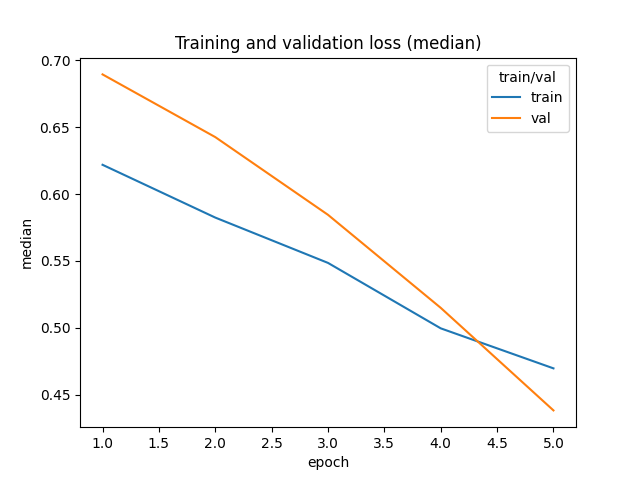 Training and validation loss (median)
train/val
train
val
0.70
0.65
0.60
0.55
0.50
0.45
median
1.0 1.5 2.0 2.5 3.0 3.5 4.0 4.5 5.0
epoch